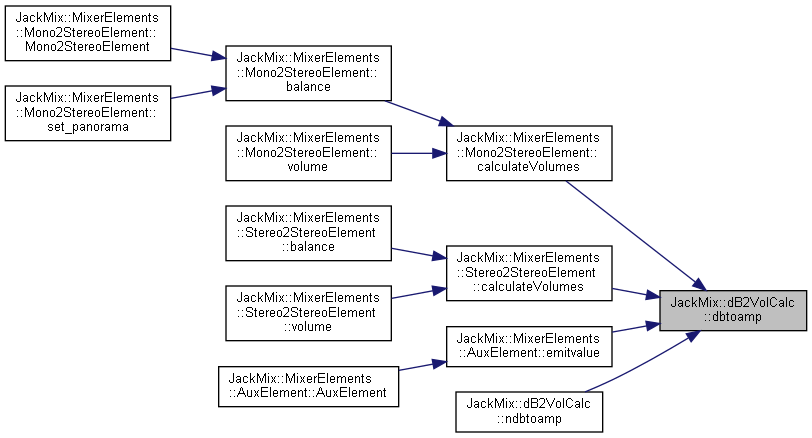 JackMix::MixerElements
::Mono2StereoElement::
Mono2StereoElement
JackMix::MixerElements
::Mono2StereoElement::
set_panorama
JackMix::MixerElements
::Mono2StereoElement::
balance
JackMix::MixerElements
::Mono2StereoElement::
volume
JackMix::MixerElements
::Stereo2StereoElement
::balance
JackMix::MixerElements
::Stereo2StereoElement
::volume
JackMix::MixerElements
::AuxElement::AuxElement
JackMix::MixerElements
::Mono2StereoElement::
calculateVolumes
JackMix::MixerElements
::Stereo2StereoElement
::calculateVolumes
JackMix::MixerElements
::AuxElement::emitvalue
JackMix::dB2VolCalc
::ndbtoamp
JackMix::dB2VolCalc
::dbtoamp